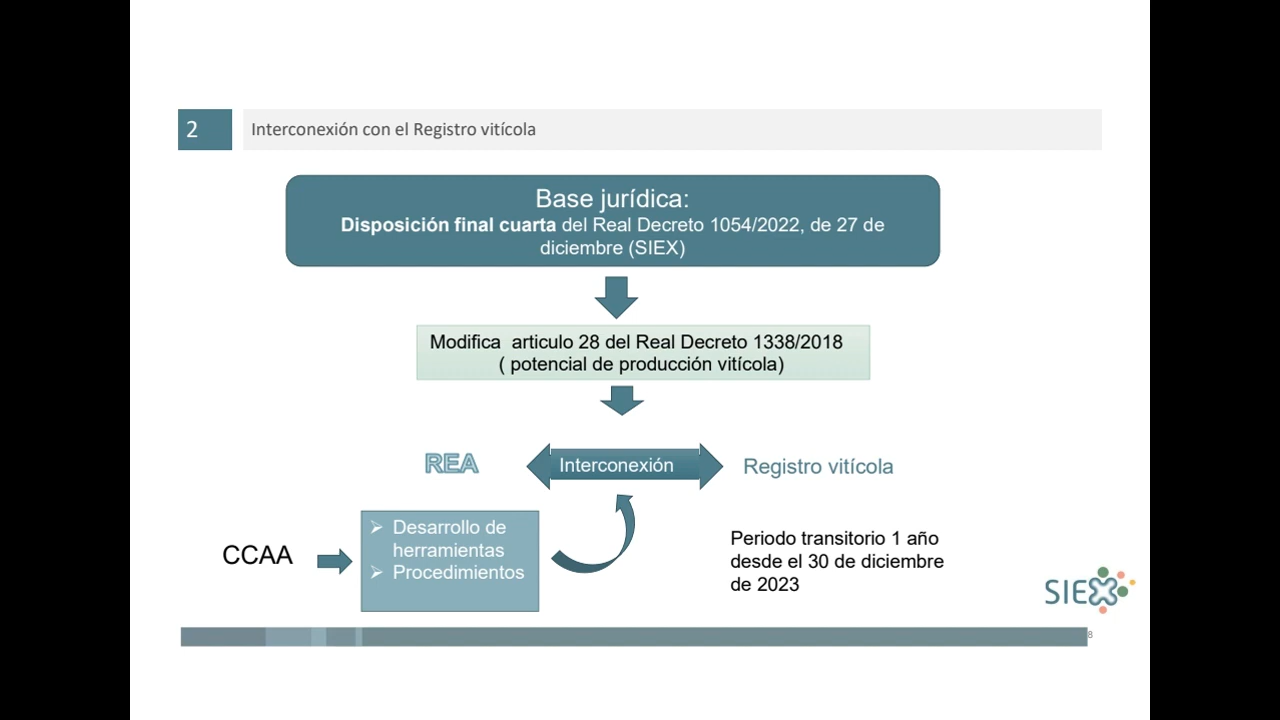 2
Interconexión con el Registro vitícola
Base jurídica:
Disposición final cuarta del Real Decreto 1054/2022, de 27 de
diciembre (SIEX)
Modifica articulo 28 del Real Decreto 1338/2018
( potencial de producción vitícola)
REA
Interconexión
Registro vitícola
CCAA
Desarrollo de
herramientas
Procedimientos
Periodo transitorio 1 año
desde el 30 de diciembre
de 2023
SIEX
8